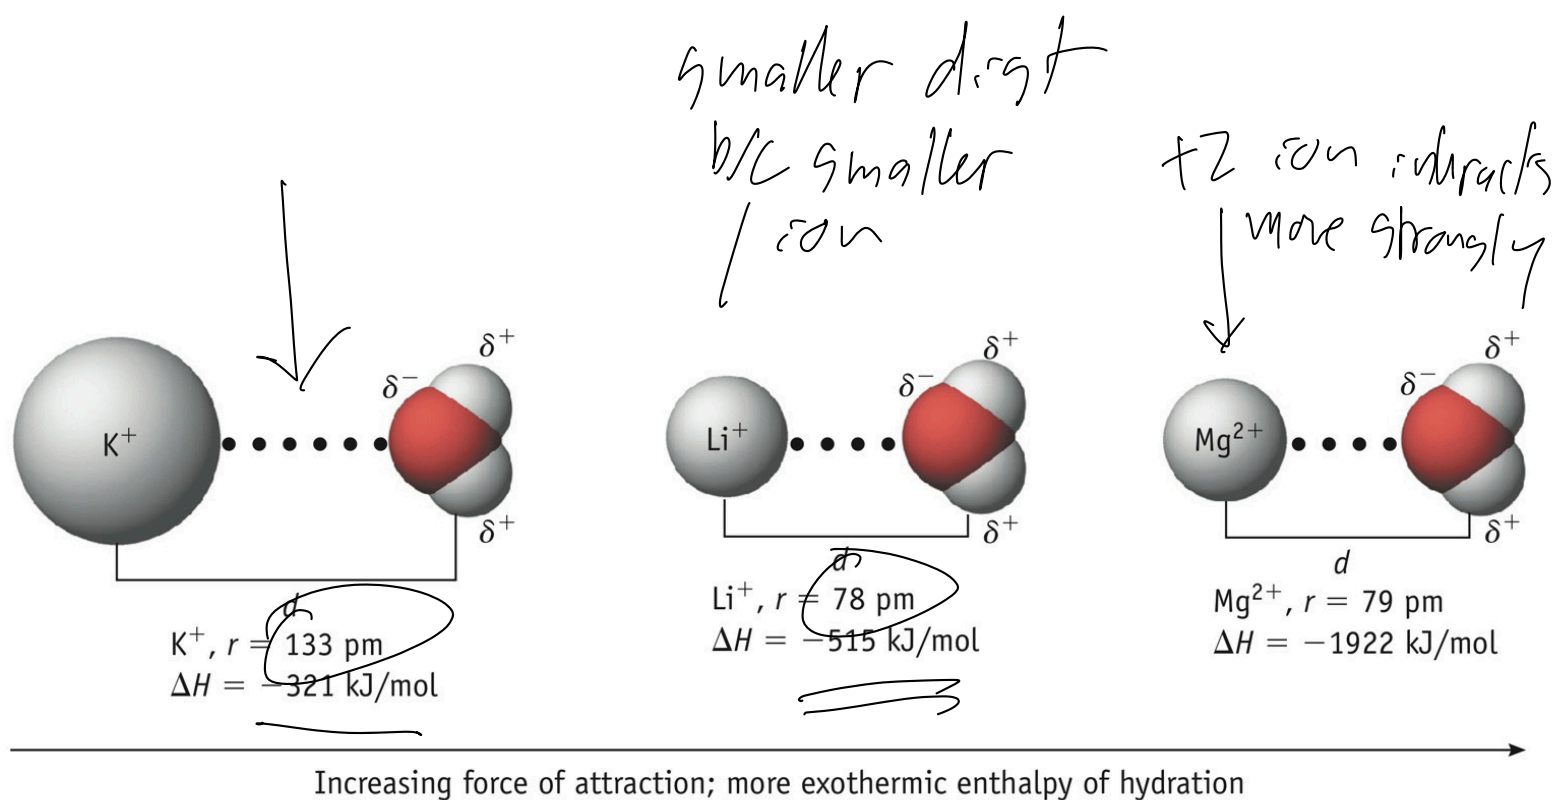 smaller dist
b/c smaller
ion
+2 ion interacts
more strongly
K⁺
δ⁻
δ⁺
δ⁺
d
K⁺, r = 133 pm
ΔH = −321 kJ/mol
Li⁺
δ⁻
δ⁺
δ⁺
d
Li⁺, r = 78 pm
ΔH = −515 kJ/mol
Mg²⁺
δ⁻
δ⁺
δ⁺
d
Mg²⁺, r = 79 pm
ΔH = −1922 kJ/mol
Increasing force of attraction; more exothermic enthalpy of hydration